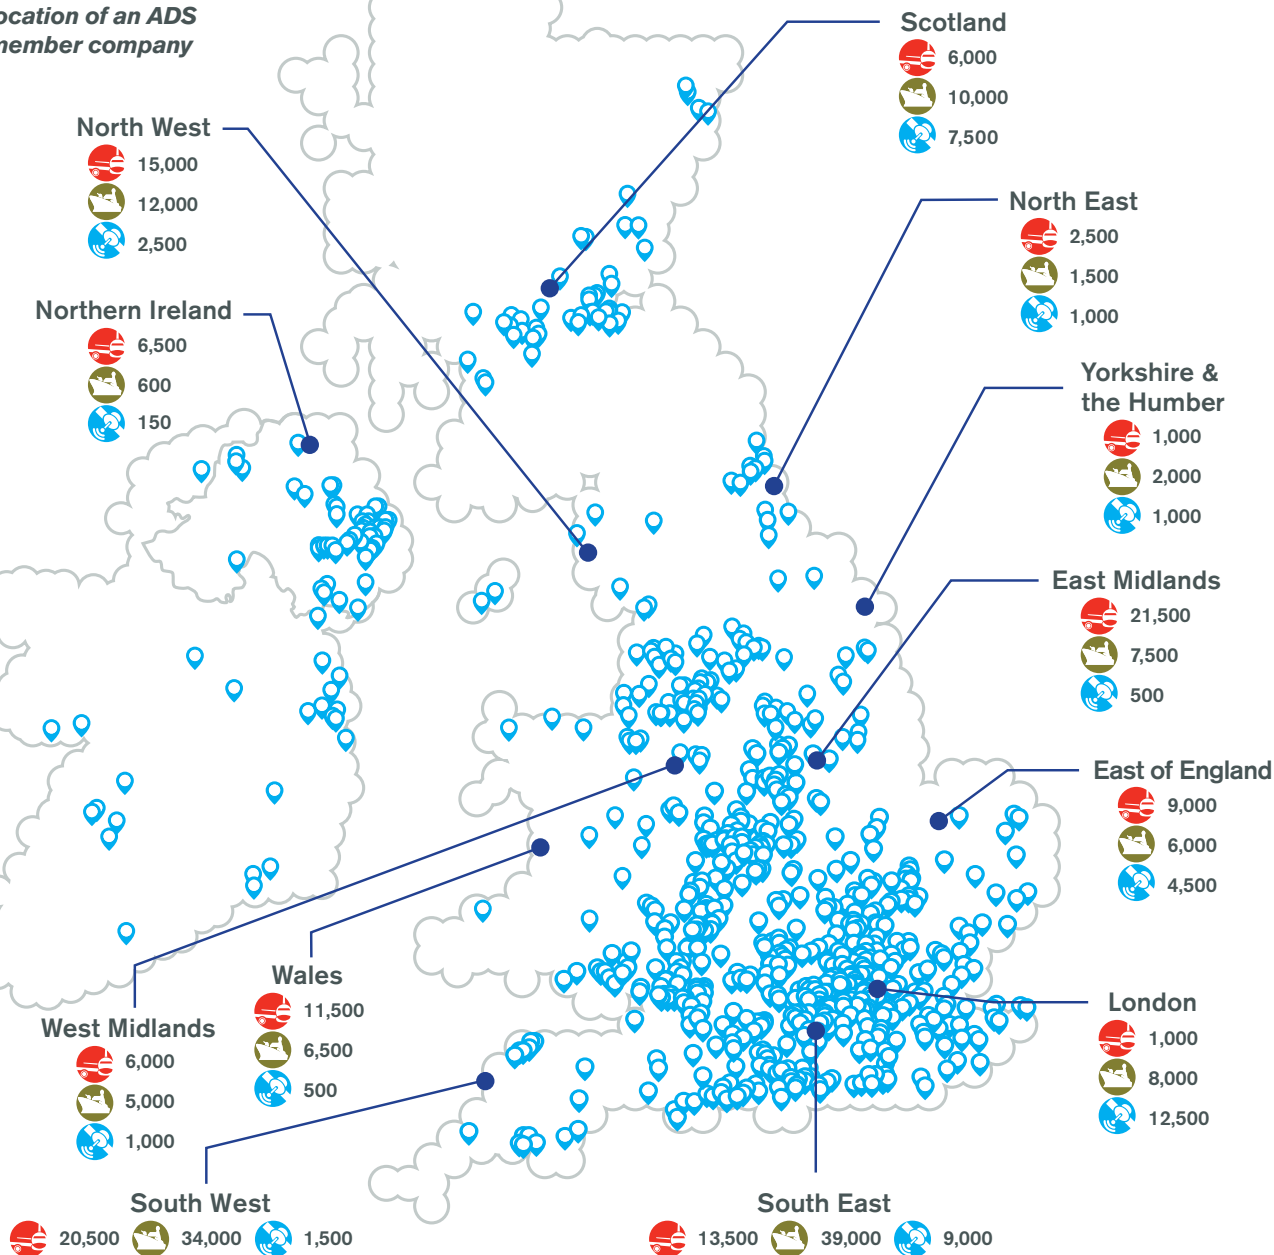 ocation of an ADS
member company
Scotland
6,000
10,000
7,500
North West
15,000
12,000
2,500
North East
2,500
1,500
1,000
Northern Ireland
6,500
600
150
Yorkshire &
the Humber
1,000
2,000
1,000
East Midlands
21,500
7,500
500
East of England
9,000
6,000
4,500
Wales
11,500
6,500
500
London
1,000
8,000
12,500
West Midlands
6,000
5,000
1,000
South West
20,500 34,000 1,500
South East
13,500 39,000 9,000